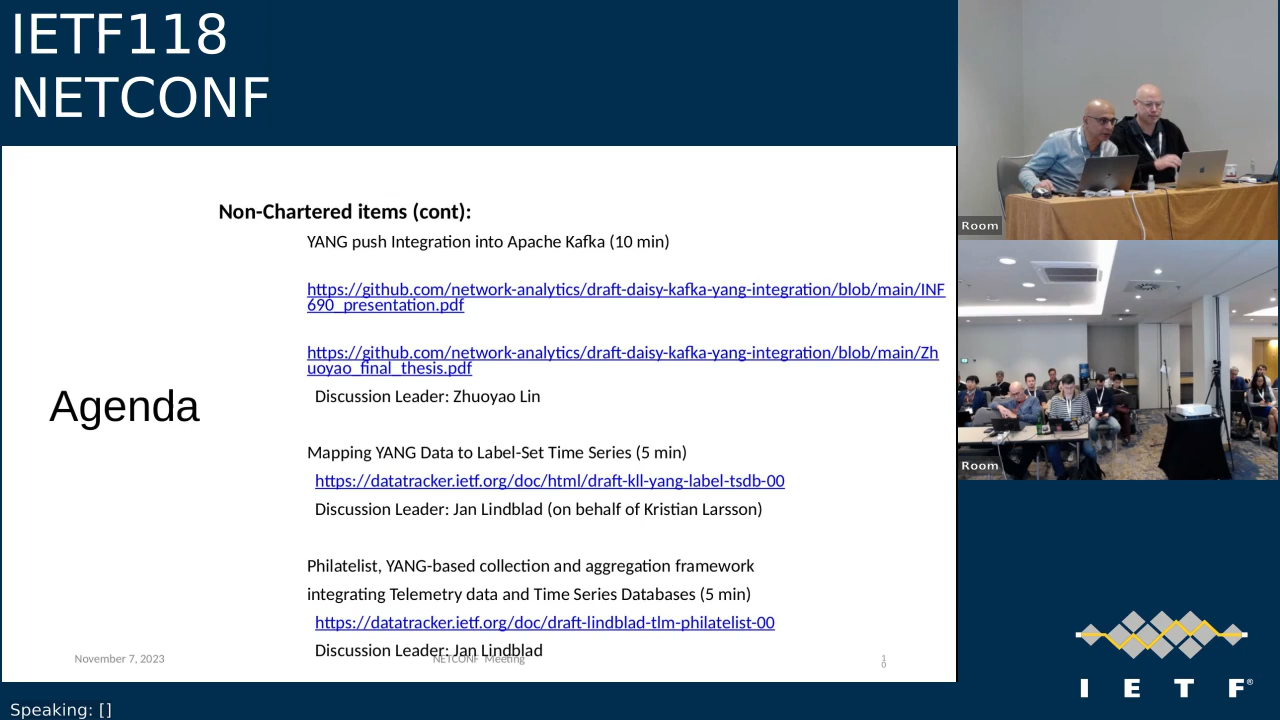 IETF118
NETCONF
Non-Chartered items (cont):
YANG push Integration into Apache Kafka (10 min)
https://github.com/network-analytics/draft-daisy-kafka-yang-integration/blob/main/INF
690_presentation.pdf
https://github.com/network-analytics/draft-daisy-kafka-yang-integration/blob/main/Zh
uoyao_final_thesis.pdf
Discussion Leader: Zhuoyao Lin
Agenda
Mapping YANG Data to Label-Set Time Series (5 min)
https://datatracker.ietf.org/doc/html/draft-kll-yang-label-tsdb-00
Discussion Leader: Jan Lindblad (on behalf of Kristian Larsson)
Philatelist, YANG-based collection and aggregation framework
integrating Telemetry data and Time Series Databases (5 min)
https://datatracker.ietf.org/doc/draft-lindblad-tlm-philatelist-00
Discussion Leader: Jan Lindblad
November 7, 2023
NETCONF Meeting
1
0
Room
Room
I E T F®
Speaking: []